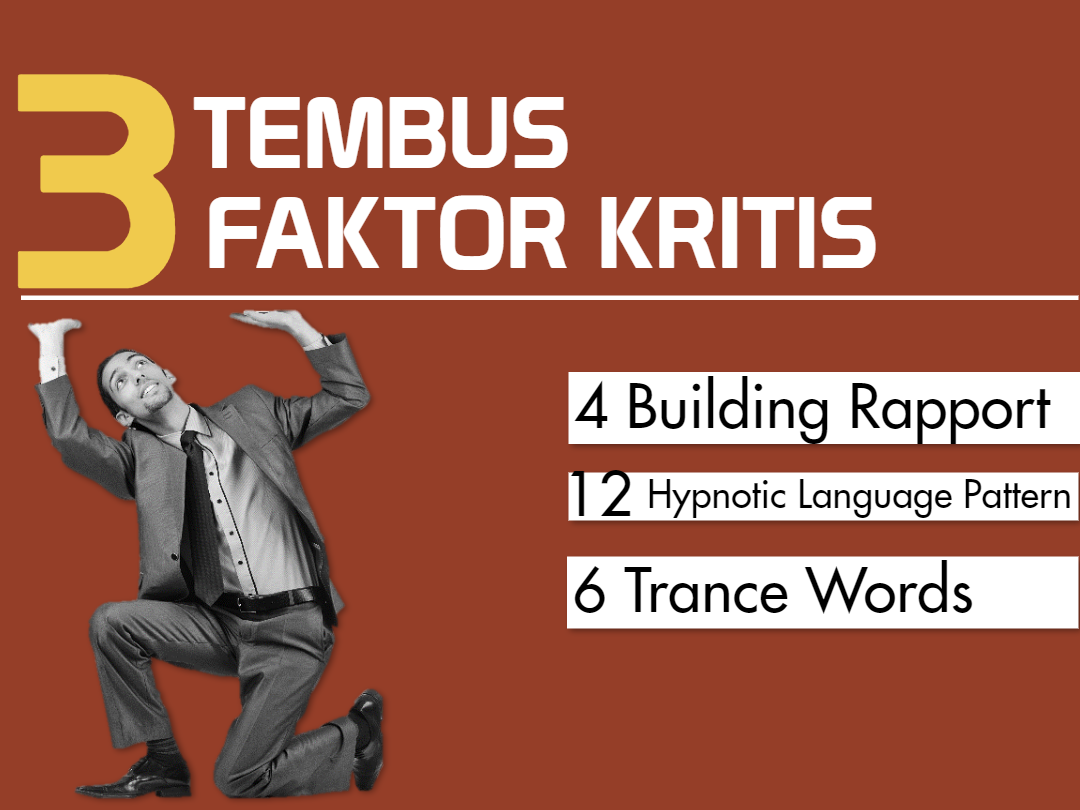 3 TEMBUS
FAKTOR KRITIS
4 Building Rapport
12 Hypnotic Language Pattern
6 Trance Words